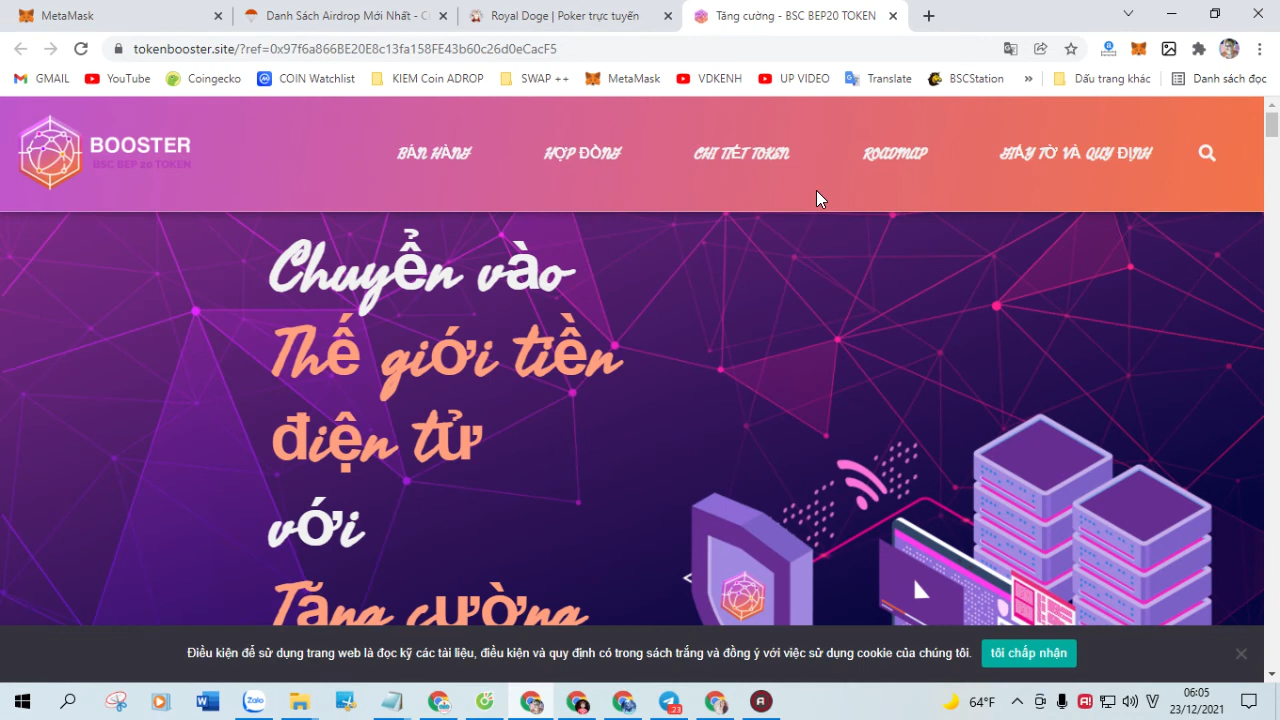 MetaMask
Danh Sách Airdrop Mới Nhất - C
Royal Doge | Poker trực tuyến
Tăng cường - BSC BEP20 TOKEN
tokenbooster.site/?ref=0x97f6a866BE20E8c13fa158FE43b60c26d0eCacF5
GMAIL
YouTube
Coingecko
COIN Watchlist
KIEM Coin ADROP
SWAP ++
MetaMask
VDKENH
UP VIDEO
Translate
BSCStation
»
Dấu trang khác
Danh sách đọc
BOOSTER
BSC BEP 20 TOKEN
BÁN HÀNG
HỢP ĐỒNG
CHI TIẾT TOKEN
ROADMAP
GIẤY TỜ VÀ QUY ĐỊNH
Chuyển vào
Thế giới tiền
điện tử
với
Tăng cường
<
Điều kiện để sử dụng trang web là đọc kỹ các tài liệu, điều kiện và quy định có trong sách trắng và đồng ý với việc sử dụng cookie của chúng tôi.
tôi chấp nhận
23
64°F
06:05
23/12/2021